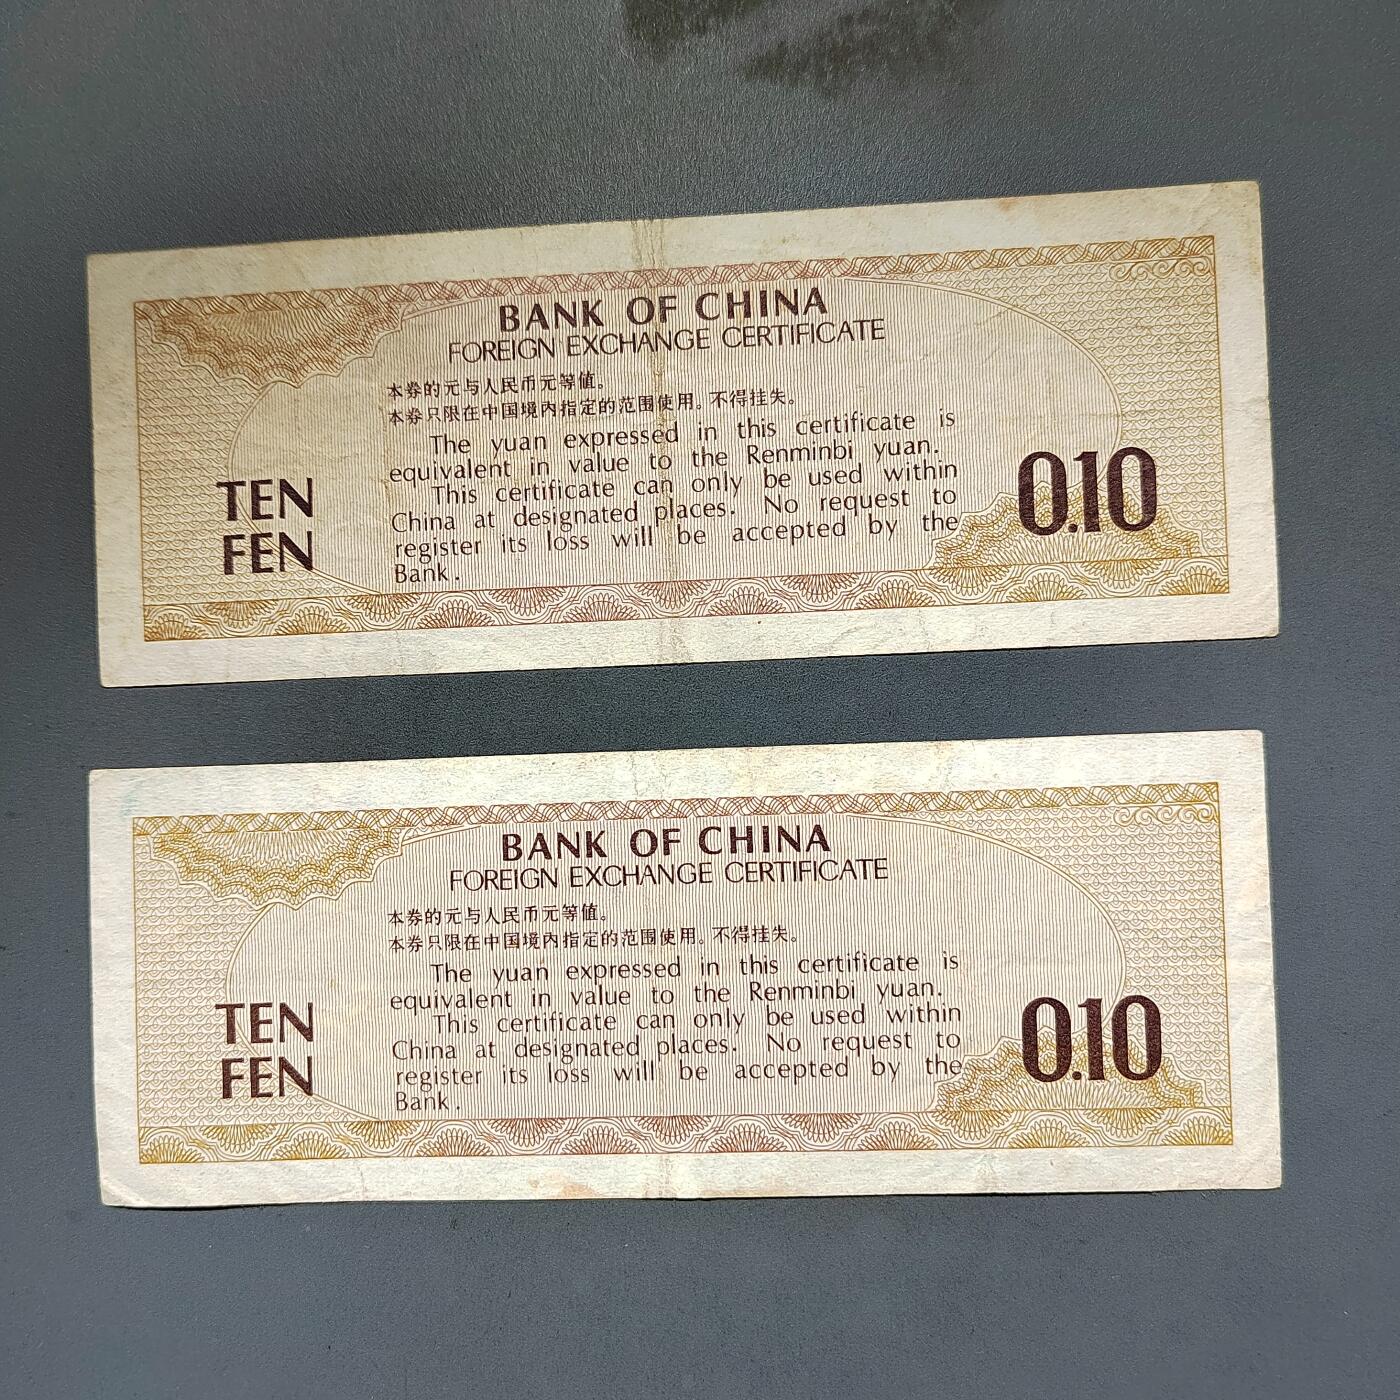 BANK OF CHINA
FOREIGN EXCHANGE CERTIFICATE
本券的元与人民币元等值。
本券只限在中国境内指定的范围使用。不得挂失。
The yuan expressed in this certificate is
equivalent in value to the Renminbi yuan.
This certificate can only be used within
China at designated places. No request to
register its loss will be accepted by the
Bank.
TEN
FEN
0.10
BANK OF CHINA
FOREIGN EXCHANGE CERTIFICATE
本券的元与人民币元等值。
本券只限在中国境内指定的范围使用。不得挂失。
The yuan expressed in this certificate is
equivalent in value to the Renminbi yuan.
This certificate can only be used within
China at designated places. No request to
register its loss will be accepted by the
Bank.
TEN
FEN
0.10